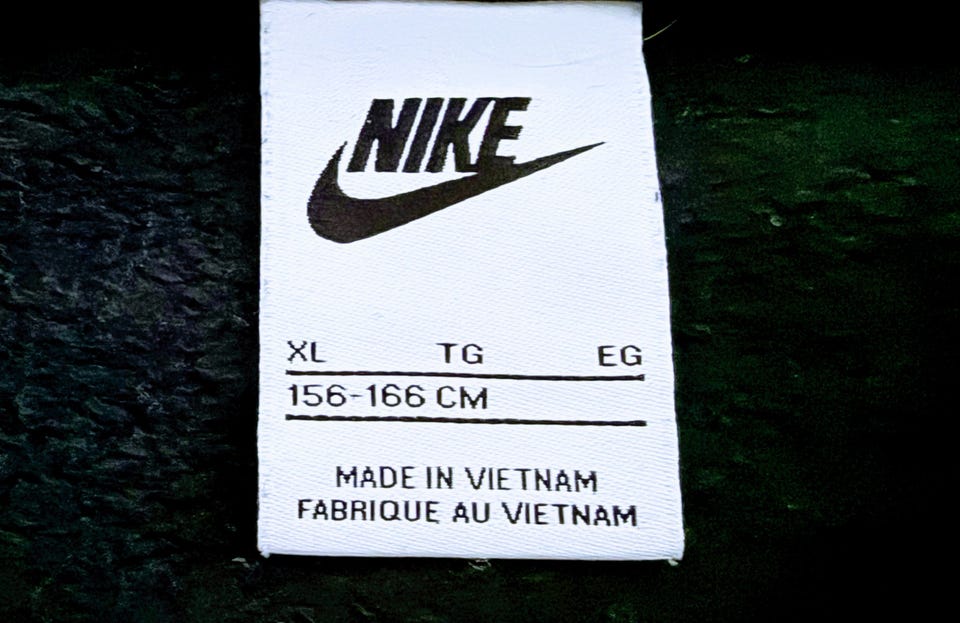 NIKE
XL TG EG
156-166 CM
MADE IN VIETNAM
FABRIQUE AU VIETNAM